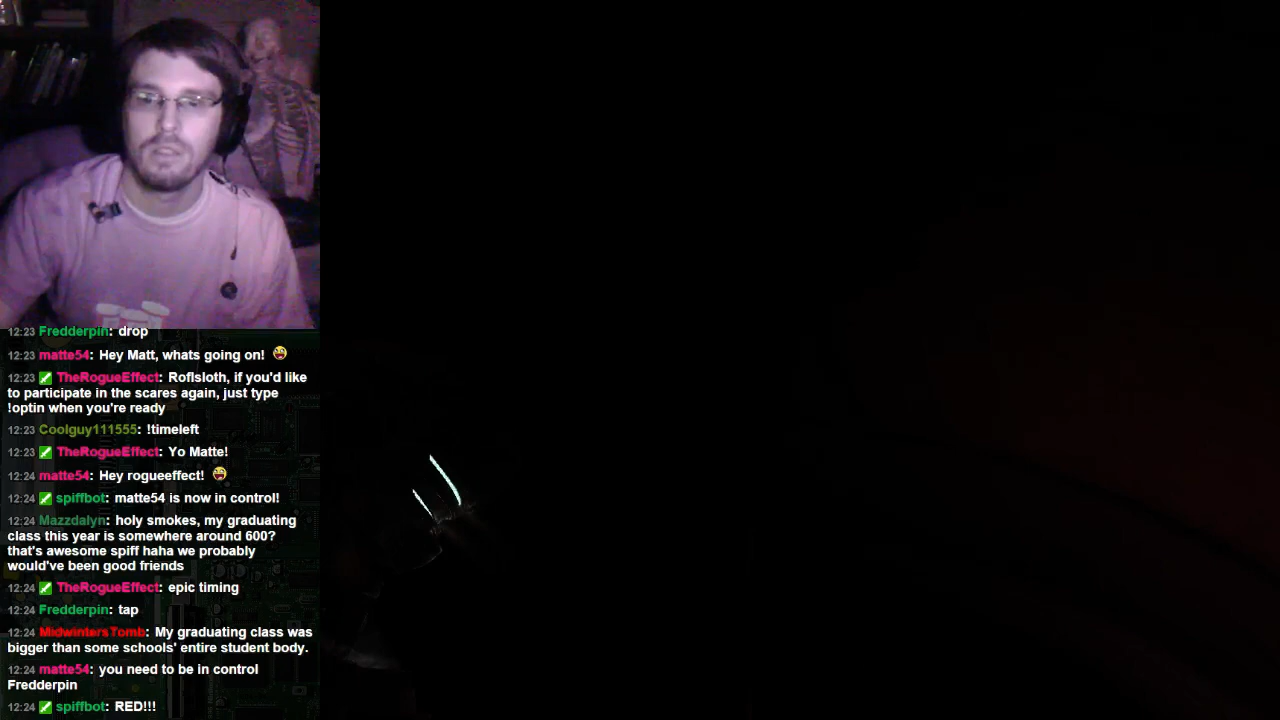 12:23 Fredderpin: drop
12:23 matte54: Hey Matt, whats going on!
12:23 TheRogueEffect: Roflsloth, if you'd like
to participate in the scares again, just type
!optin when you're ready
12:23 Coolguy111555: !timeleft
12:23 TheRogueEffect: Yo Matte!
12:24 matte54: Hey rogueeffect!
12:24 spiffbot: matte54 is now in control!
12:24 Mazzdalyn: holy smokes, my graduating
class this year is somewhere around 600?
that's awesome spiff haha we probably
would've been good friends
12:24 TheRogueEffect: epic timing
12:24 Fredderpin: tap
12:24 MidwintersTomb: My graduating class was
bigger than some schools' entire student body.
12:24 matte54: you need to be in control
Fredderpin
12:24 spiffbot: RED!!!